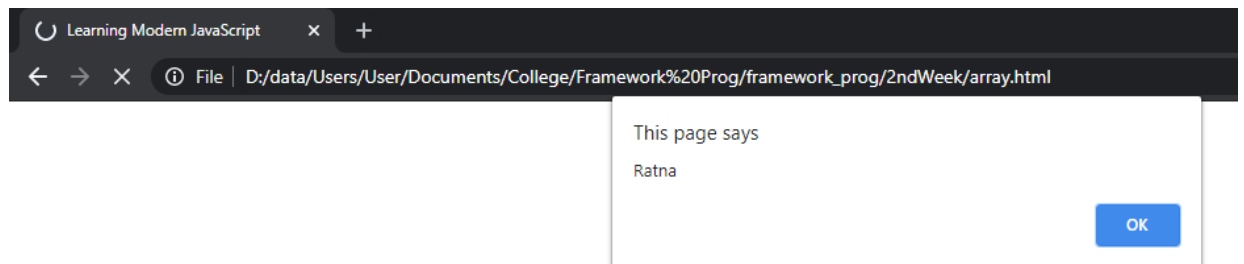 Learning Modern JavaScript
File D:/data/Users/User/Documents/College/Framework%20Prog/framework_prog/2ndWeek/array.html
This page says
Ratna
OK